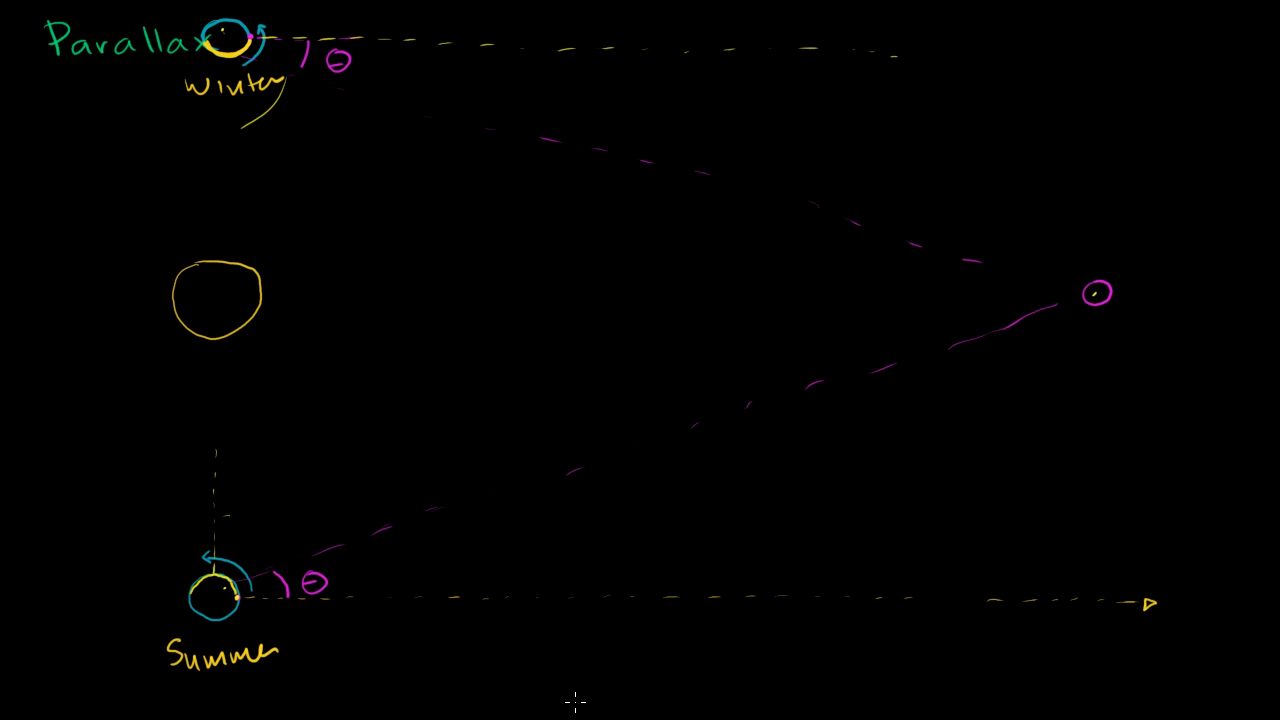 Parallax
Θ
Winter
Θ
Summer